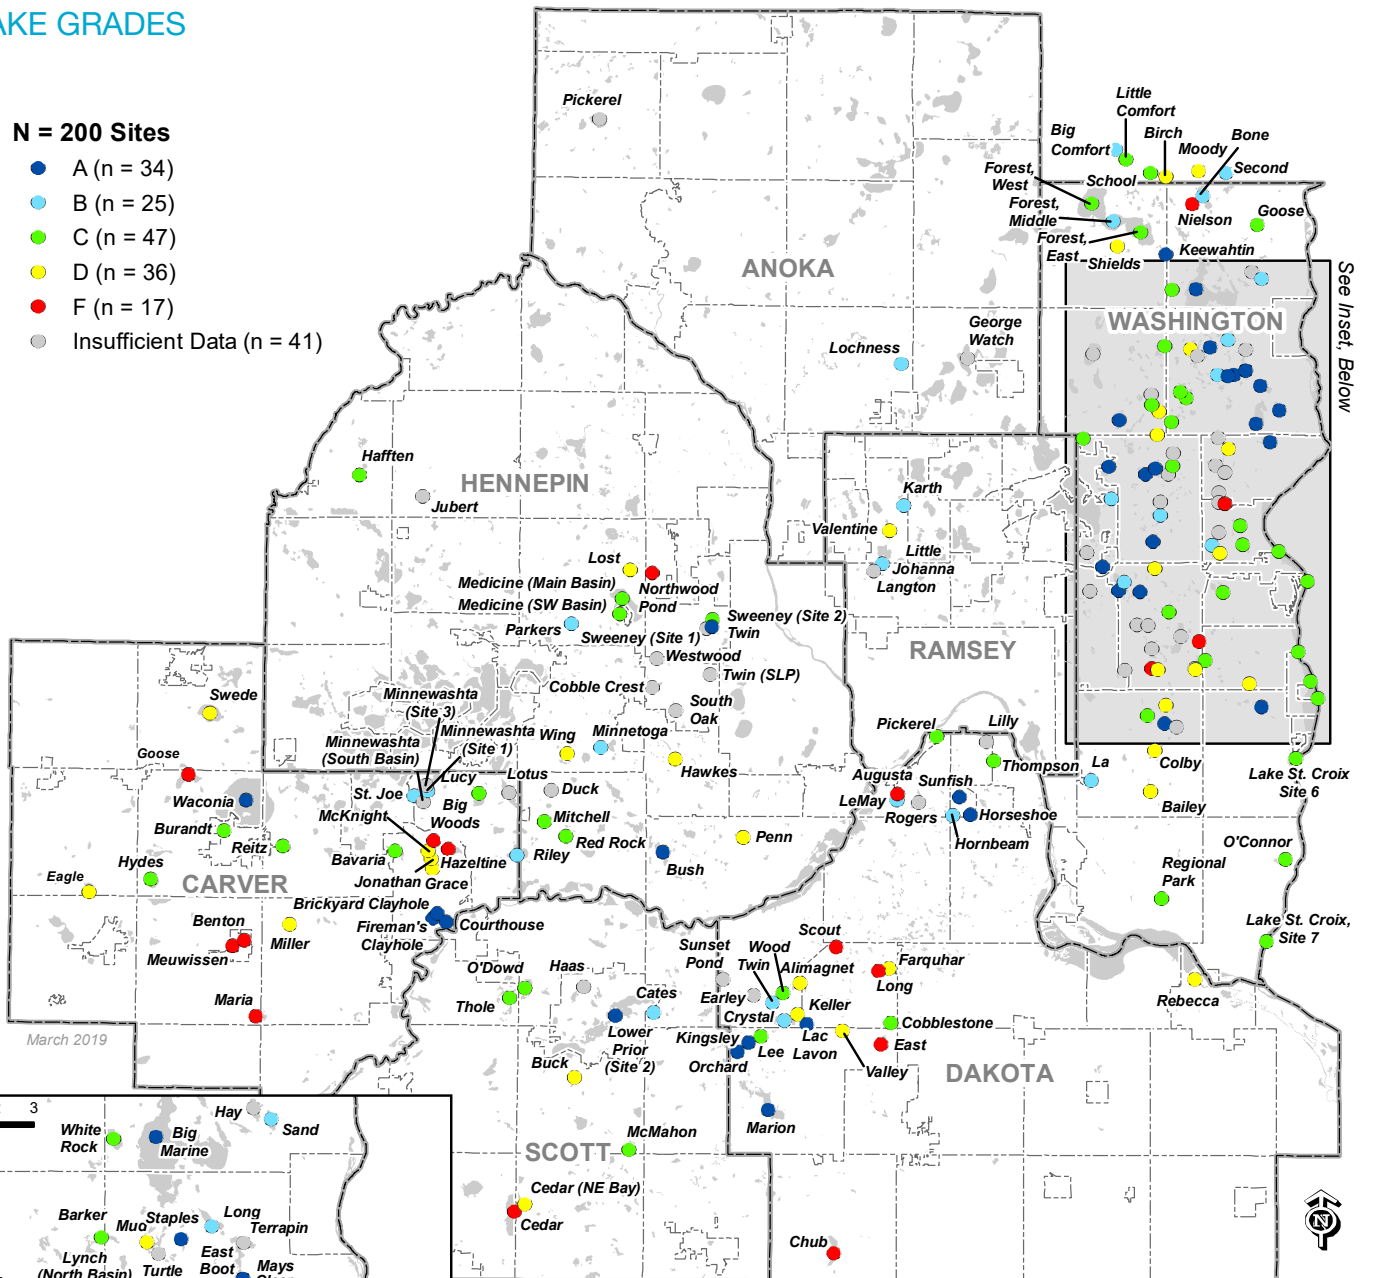 AKE GRADES
N = 200 Sites
A (n = 34)
B (n = 25)
C (n = 47)
D (n = 36)
F (n = 17)
Insufficient Data (n = 41)
Pickerel
ANOKA
Lochness
George
Watch
Little
Comfort
Big
Comfort
Birch
Bone
Moody
Second
School
Forest,
West
Forest,
Middle
Forest,
East
Nielson
Goose
Shields
Keewahtin
See Inset, Below
WASHINGTON
HENNEPIN
Hafften
Jubert
Karth
Valentine
Little
Johanna
Langton
RAMSEY
Lost
Northwood
Pond
Medicine (Main Basin)
Medicine (SW Basin)
Parkers
Sweeney (Site 2)
Twin
Sweeney (Site 1)
Westwood
Twin (SLP)
Cobble Crest
South
Oak
Minnetoga
Wing
Hawkes
Duck
Mitchell
Red Rock
Riley
Bush
Penn
Swede
Goose
Waconia
Burandt
Reitz
Hydes
Eagle
CARVER
Benton
Meuwissen
Miller
Maria
March 2019
Minnewashta
(Site 3)
Minnewashta
(Site 1)
Minnewashta
(South Basin)
Lucy
Lotus
St. Joe
Big
Woods
McKnight
Bavaria
Hazeltine
Jonathan
Grace
Brickyard Clayhole
Fireman's
Clayhole
Courthouse
Pickerel
Lilly
Thompson
Augusta
LeMay
Sunfish
Rogers
Horseshoe
Hornbeam
La
Colby
Bailey
Lake St. Croix
Site 6
O'Connor
Regional
Park
Lake St. Croix,
Site 7
Rebecca
O'Dowd
Thole
Haas
Cates
Lower
Prior
(Site 2)
Buck
SCOTT
McMahon
Cedar (NE Bay)
Cedar
Sunset
Pond
Wood
Twin
Alimagnet
Earley
Crystal
Keller
Kingsley
Lee
Lac
Lavon
Orchard
Marion
Scout
Farquhar
Long
Cobblestone
East
Valley
DAKOTA
Chub
N
3
White
Rock
Big
Marine
Hay
Sand
Barker
Staples
Long
Terrapin
Lynch
(North Basin)
Turtle
East
Boot
Mays